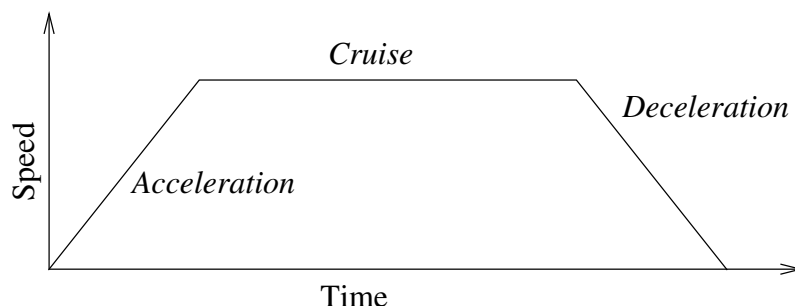 Cruise
Deceleration
Speed
Acceleration
Time